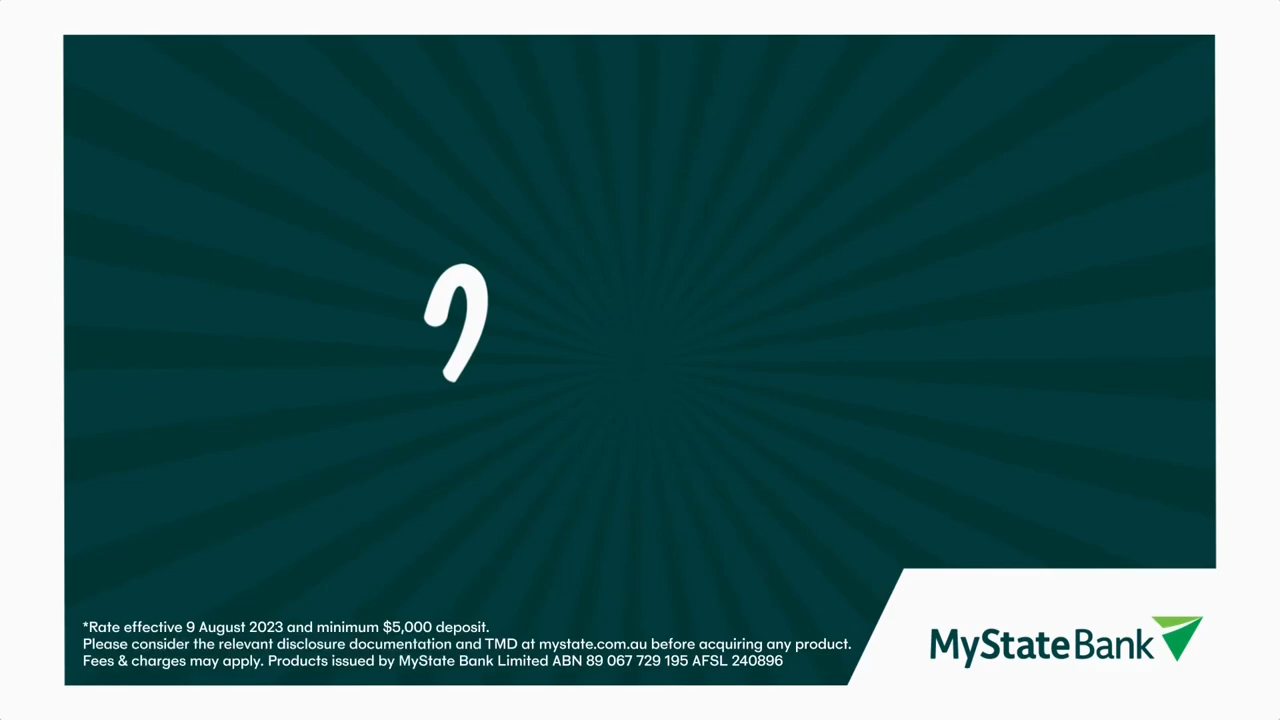 *Rate effective 9 August 2023 and minimum $5,000 deposit.
Please consider the relevant disclosure documentation and TMD at mystate.com.au before acquiring any product.
Fees & charges may apply. Products issued by MyState Bank Limited ABN 89 067 729 195 AFSL 240896
MyStateBank